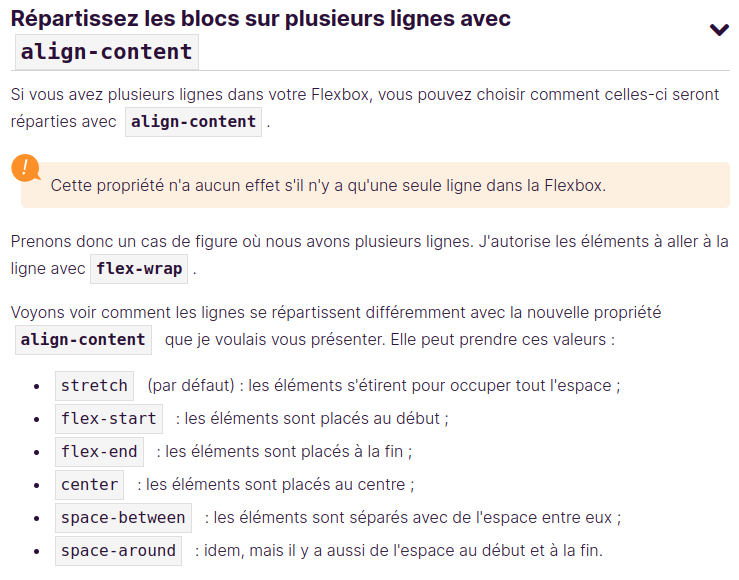 Répartissez les blocs sur plusieurs lignes avec
align-content
Si vous avez plusieurs lignes dans votre Flexbox, vous pouvez choisir comment celles-ci seront
réparties avec align-content .
!
Cette propriété n'a aucun effet s'il n'y a qu'une seule ligne dans la Flexbox.
Prenons donc un cas de figure où nous avons plusieurs lignes. J'autorise les éléments à aller à la
ligne avec flex-wrap .
Voyons voir comment les lignes se répartissent différemment avec la nouvelle propriété
align-content que je voulais vous présenter. Elle peut prendre ces valeurs :
• stretch (par défaut) : les éléments s'étirent pour occuper tout l'espace ;
• flex-start : les éléments sont placés au début ;
• flex-end : les éléments sont placés à la fin ;
• center : les éléments sont placés au centre ;
• space-between : les éléments sont séparés avec de l'espace entre eux ;
• space-around : idem, mais il y a aussi de l'espace au début et à la fin.